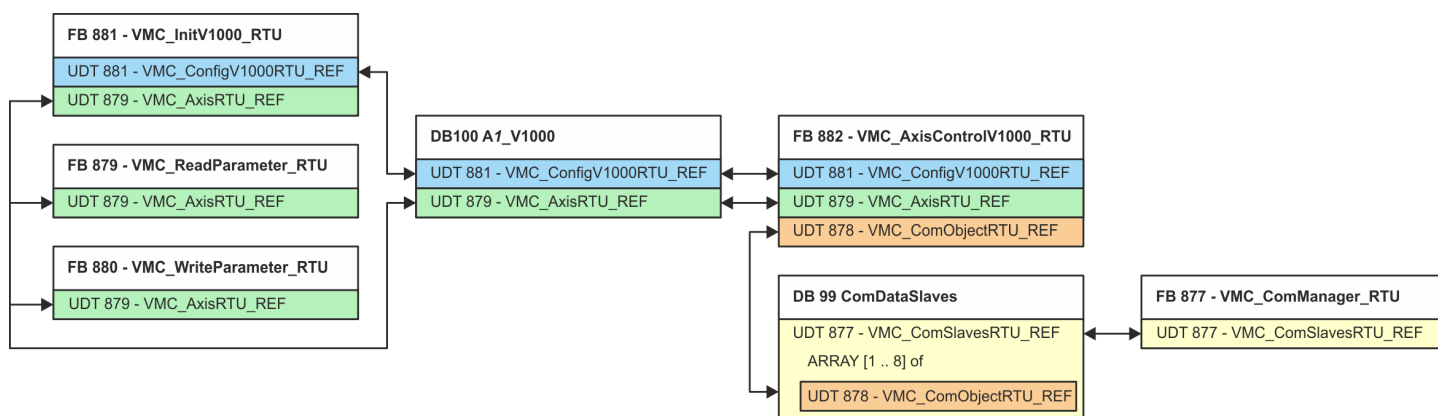 FB 881 - VMC_InitV1000_RTU
UDT 881 - VMC_ConfigV1000RTU_REF
UDT 879 - VMC_AxisRTU_REF
FB 879 - VMC_ReadParameter_RTU
UDT 879 - VMC_AxisRTU_REF
FB 880 - VMC_WriteParameter_RTU
UDT 879 - VMC_AxisRTU_REF
DB100 A1_V1000
UDT 881 - VMC_ConfigV1000RTU_REF
UDT 879 - VMC_AxisRTU_REF
FB 882 - VMC_AxisControlV1000_RTU
UDT 881 - VMC_ConfigV1000RTU_REF
UDT 879 - VMC_AxisRTU_REF
UDT 878 - VMC_ComObjectRTU_REF
DB 99 ComDataSlaves
UDT 877 - VMC_ComSlavesRTU_REF
ARRAY [1 .. 8] of
UDT 878 - VMC_ComObjectRTU_REF
FB 877 - VMC_ComManager_RTU
UDT 877 - VMC_ComSlavesRTU_REF